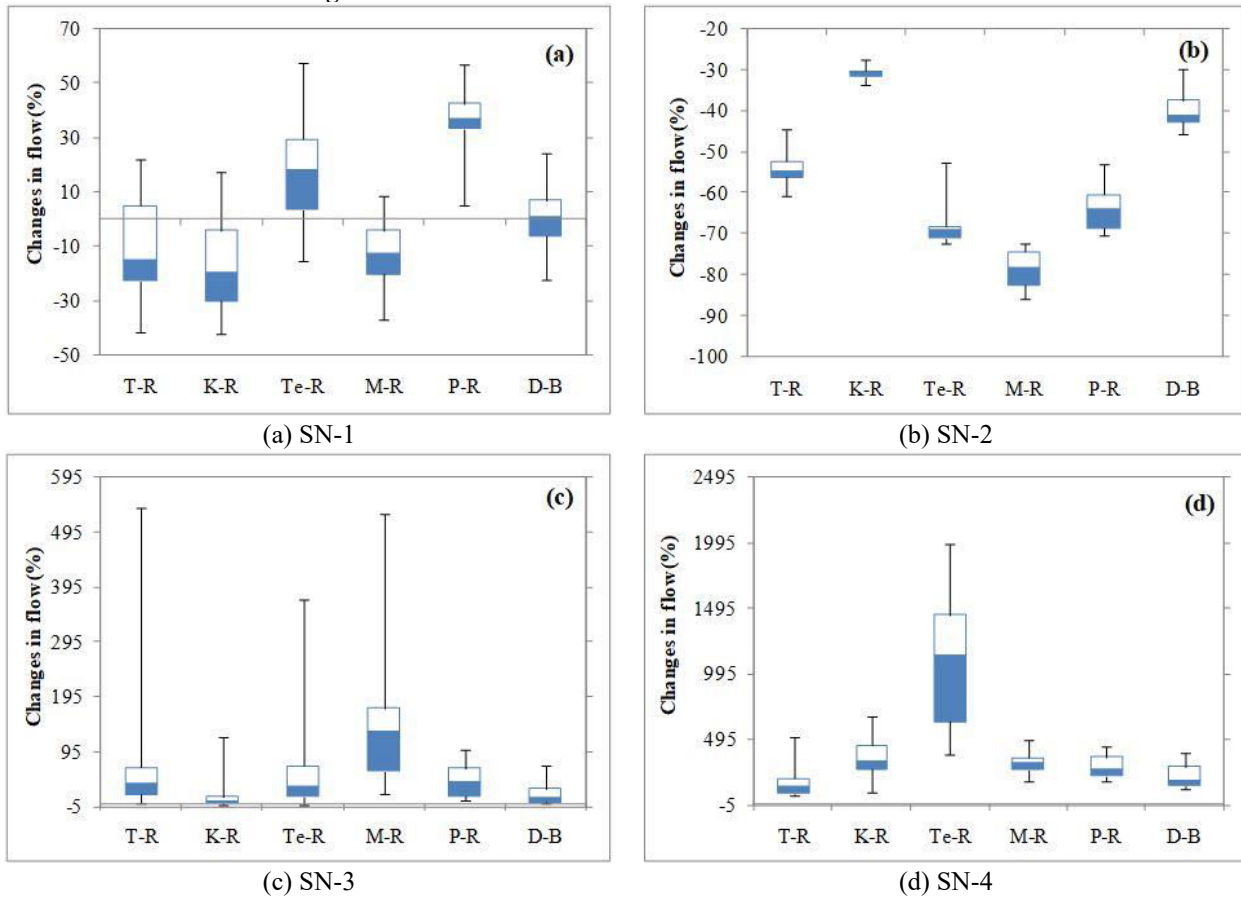 70
50
30
10
-10
-30
-50
Changes in flow (%)
(a)
T-R K-R Te-R M-R P-R D-B
(a) SN-1
-20
-30
-40
-50
-60
-70
-80
-90
-100
Changes in flow (%)
(b)
T-R K-R Te-R M-R P-R D-B
(b) SN-2
595
495
395
295
195
95
-5
Changes in flow (%)
(c)
T-R K-R Te-R M-R P-R D-B
(c) SN-3
2495
1995
1495
995
495
-5
Changes in flow (%)
(d)
T-R K-R Te-R M-R P-R D-B
(d) SN-4